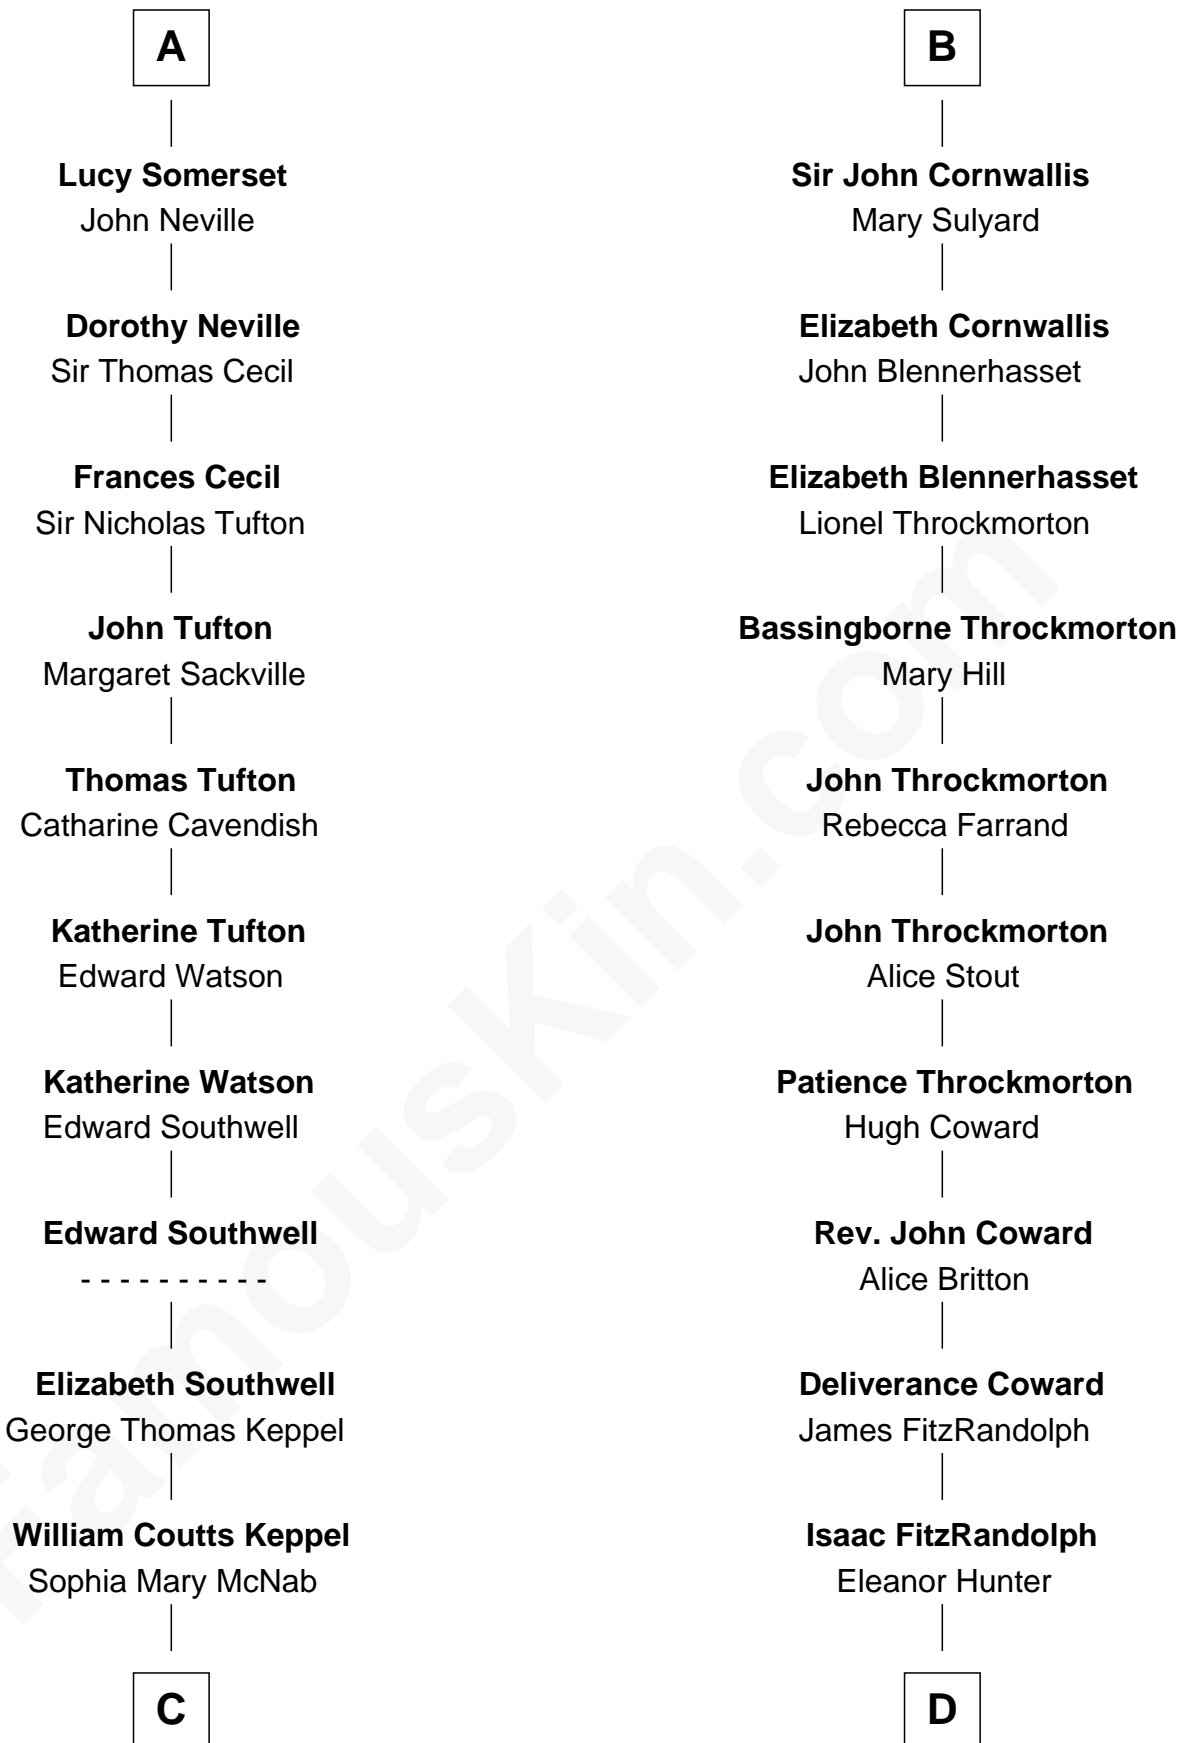 A
Lucy Somerset
John Neville
Dorothy Neville
Sir Thomas Cecil
Frances Cecil
Sir Nicholas Tufton
John Tufton
Margaret Sackville
Thomas Tufton
Catharine Cavendish
Katherine Tufton
Edward Watson
Katherine Watson
Edward Southwell
Edward Southwell
- - - - - - - - - -
Elizabeth Southwell
George Thomas Keppel
William Coutts Keppel
Sophia Mary McNab
C
B
Sir John Cornwallis
Mary Sulyard
Elizabeth Cornwallis
John Blennerhasset
Elizabeth Blennerhasset
Lionel Throckmorton
Bassingborne Throckmorton
Mary Hill
John Throckmorton
Rebecca Farrand
John Throckmorton
Alice Stout
Patience Throckmorton
Hugh Coward
Rev. John Coward
Alice Britton
Deliverance Coward
James FitzRandolph
Isaac FitzRandolph
Eleanor Hunter
D
FamousKin.com